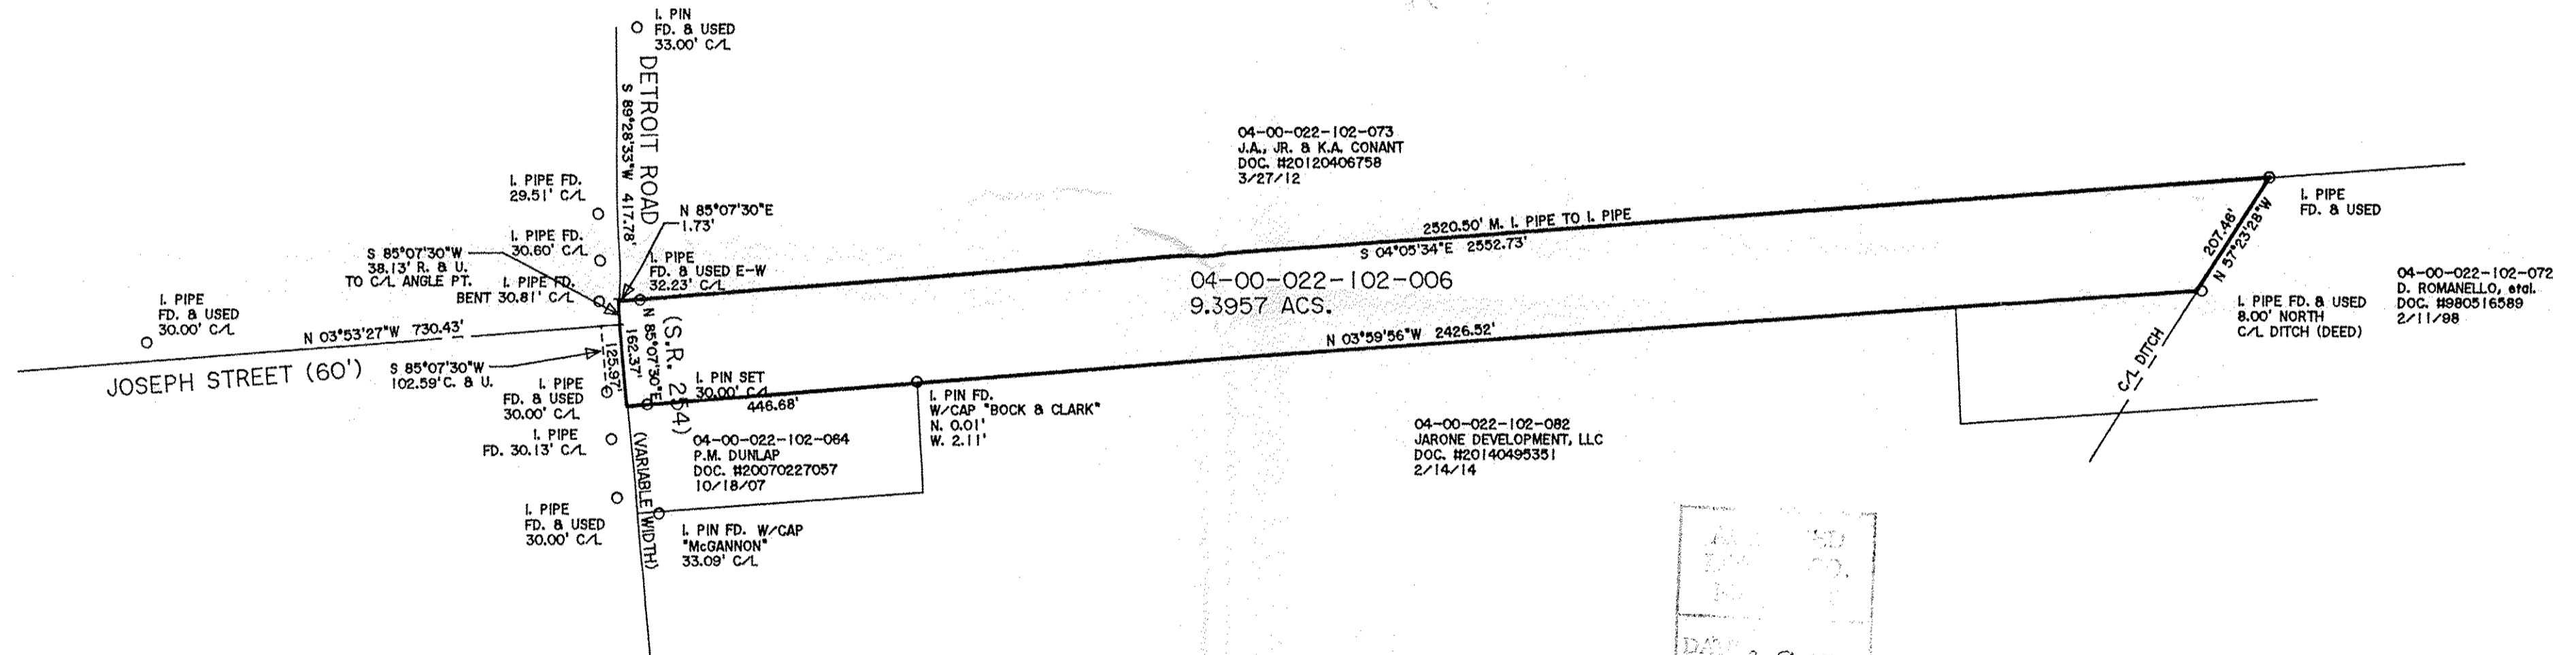 I. PIN
FD. & USED
33.00' C/L
DETROIT ROAD
S 89°28'33"W 417.78'
I. PIPE FD.
29.51' C/L
I. PIPE FD.
30.60' C/L
S 85°07'30"W
38.13' R. & U.
TO C/L ANGLE PT.
I. PIPE FD.
BENT 30.81' C/L
N 85°07'30"E
1.73'
I. PIPE
FD. & USED E-W
32.23' C/L
I. PIPE
FD. & USED
30.00' C/L
N 03°53'27"W 730.43'
JOSEPH STREET (60')
S 85°07'30"W
102.59' C. & U.
125.97'
162.37'
N 85°07'30"E
(S.R. 254)
I. PIPE
FD. & USED
30.00' C/L
I. PIPE
FD. 30.13' C/L
I. PIPE
FD. & USED
30.00' C/L
(VARIABLE WIDTH)
I. PIN SET
30.00' C/L
446.68'
04-00-022-102-064
P.M. DUNLAP
DOC. #20070227057
10/18/07
I. PIN FD. W/CAP
"McGANNON"
33.09' C/L
I. PIN FD.
W/CAP "BOCK & CLARK"
N. 0.01'
W. 2.11'
04-00-022-102-073
J.A., JR. & K.A. CONANT
DOC. #20120406758
3/27/12
2520.50' M. I. PIPE TO I. PIPE
S 04°05'34"E 2552.73'
04-00-022-102-006
9.3957 ACS.
N 03°59'56"W 2426.52'
04-00-022-102-082
JARONE DEVELOPMENT, LLC
DOC. #20140495351
2/14/14
207.46'
N 57°23'28"W
I. PIPE
FD. & USED
I. PIPE FD. & USED
8.00' NORTH
C/L DITCH (DEED)
C/L DITCH
04-00-022-102-072
D. ROMANELLO, etal.
DOC. #980516589
2/11/98